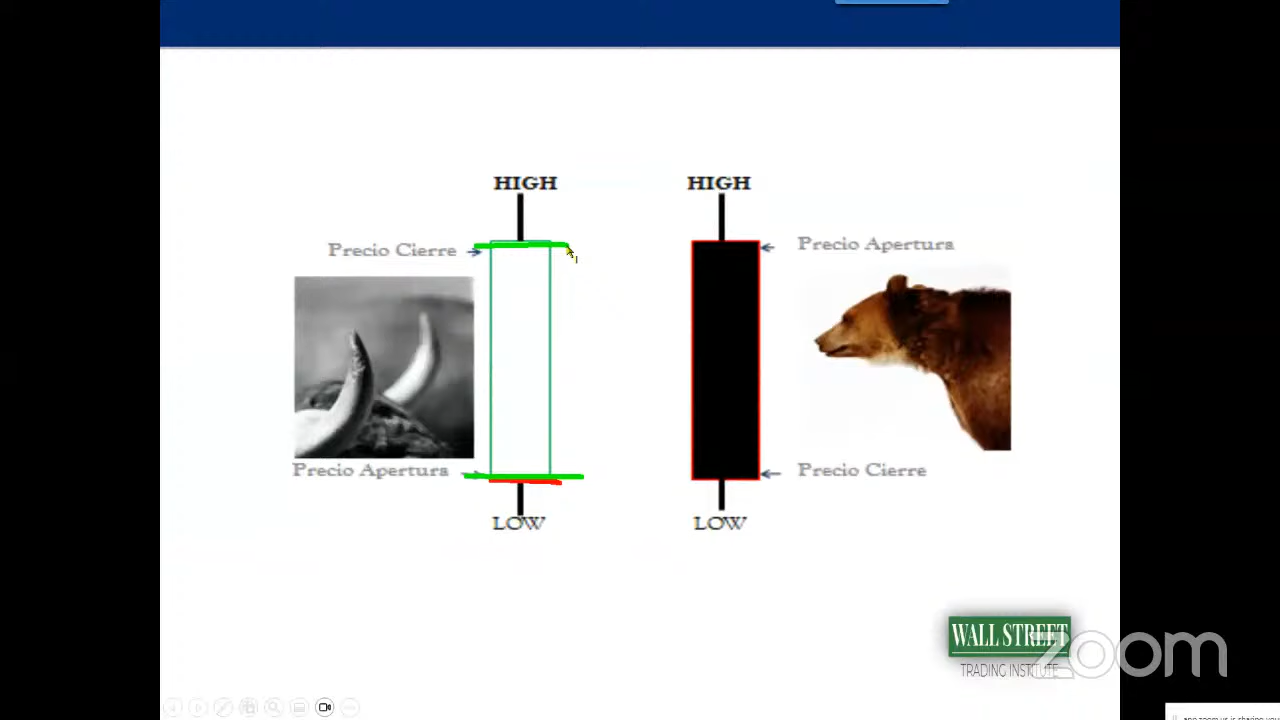 HIGH
HIGH
Precio Cierre
Precio Apertura
Precio Apertura
Precio Cierre
LOW
LOW
WALL STREET
TRADING INSTITUTE
zoom